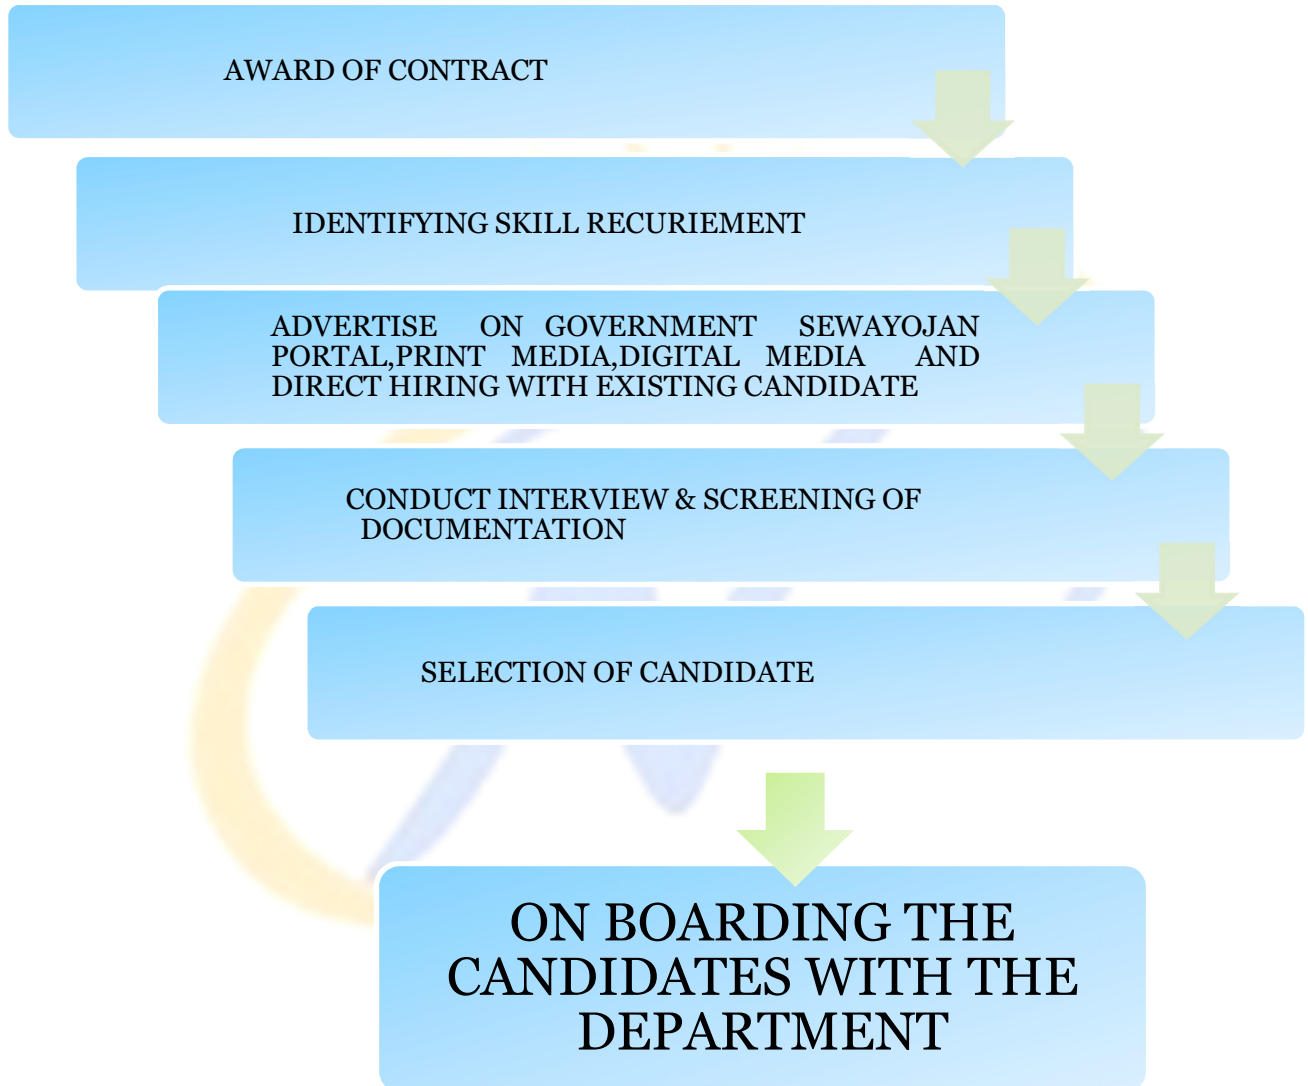 AWARD OF CONTRACT
IDENTIFYING SKILL RECURIEMENT
ADVERTISE ON GOVERNMENT SEWAYOJAN
PORTAL,PRINT MEDIA,DIGITAL MEDIA AND
DIRECT HIRING WITH EXISTING CANDIDATE
CONDUCT INTERVIEW & SCREENING OF
DOCUMENTATION
SELECTION OF CANDIDATE
ON BOARDING THE
CANDIDATES WITH THE
DEPARTMENT